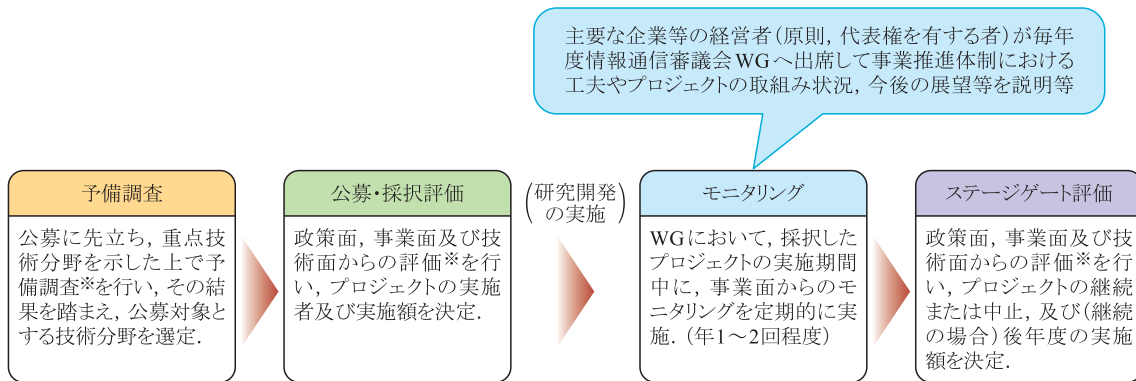 主要な企業等の経営者（原則，代表権を有する者）が毎年
度情報通信審議会WGへ出席して事業推進体制における
工夫やプロジェクトの取組み状況，今後の展望等を説明等
予備調査
公募に先立ち，重点技
術分野を示した上で予
備調査※を行い，その結
果を踏まえ，公募対象と
する技術分野を選定．
公募・採択評価
政策面，事業面及び技
術面からの評価※を行
い，プロジェクトの実施
者及び実施額を決定．
（研究開発
の実施）
モニタリング
WGにおいて，採択した
プロジェクトの実施期間
中に，事業面からのモ
ニタリングを定期的に実
施．（年1～2回程度）
ステージゲート評価
政策面，事業面及び技
術面からの評価※を行
い，プロジェクトの継続
または中止，及び（継続
の場合）後年度の実施
額を決定．